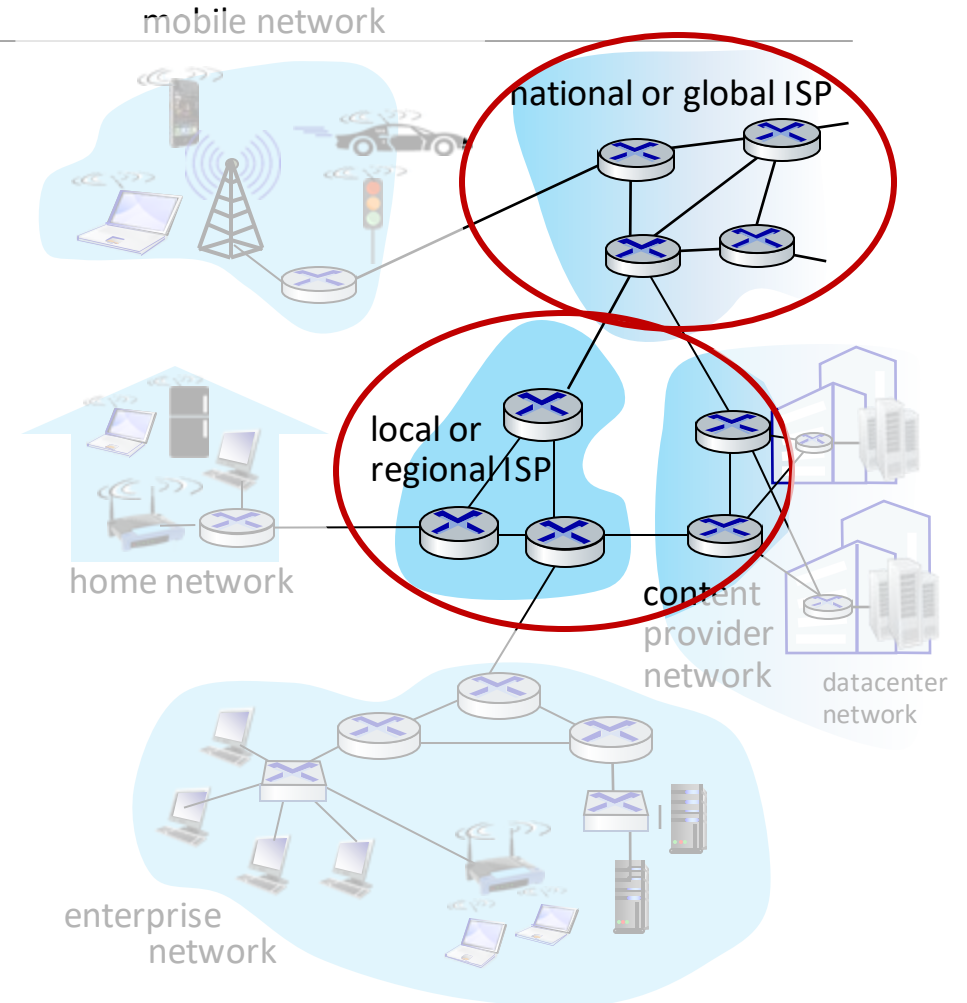 mobile network
national or global ISP
local or
regional ISP
home network
content
provider
network
datacenter
network
enterprise
network